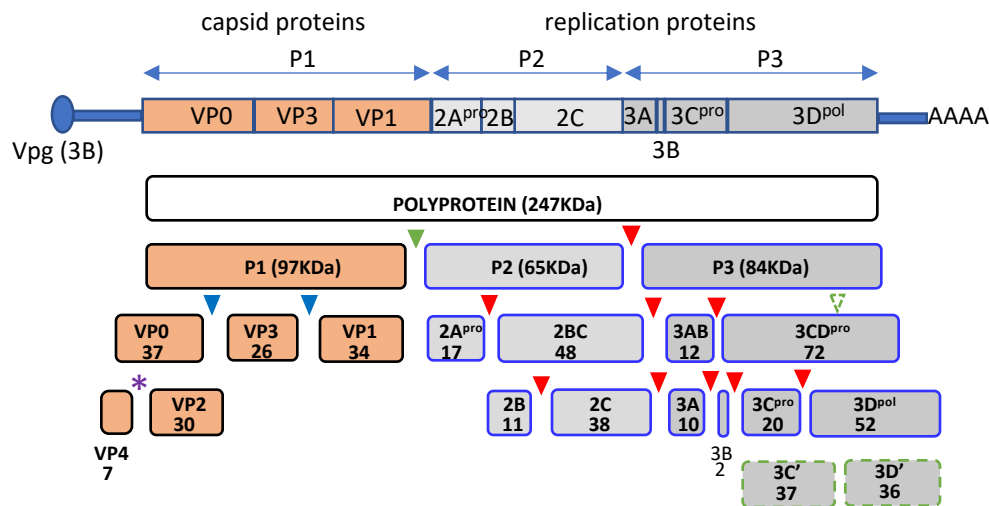 capsid proteins replication proteins
P1 P2 P3
VP0 VP3 VP1 2Apro 2B 2C 3A 3Cpro 3Dpol AAAA
Vpg (3B) 3B
POLYPROTEIN (247KDa)
P1 (97KDa) P2 (65KDa) P3 (84KDa)
VP0 VP3 VP1 2Apro 2BC 3AB 3CDpro
37 26 34 17 48 12 72
*
VP2 2B 2C 3A 3Cpro 3Dpol
30 11 38 10 20 52
VP4 3B
7 2
3C’ 3D’
37 36